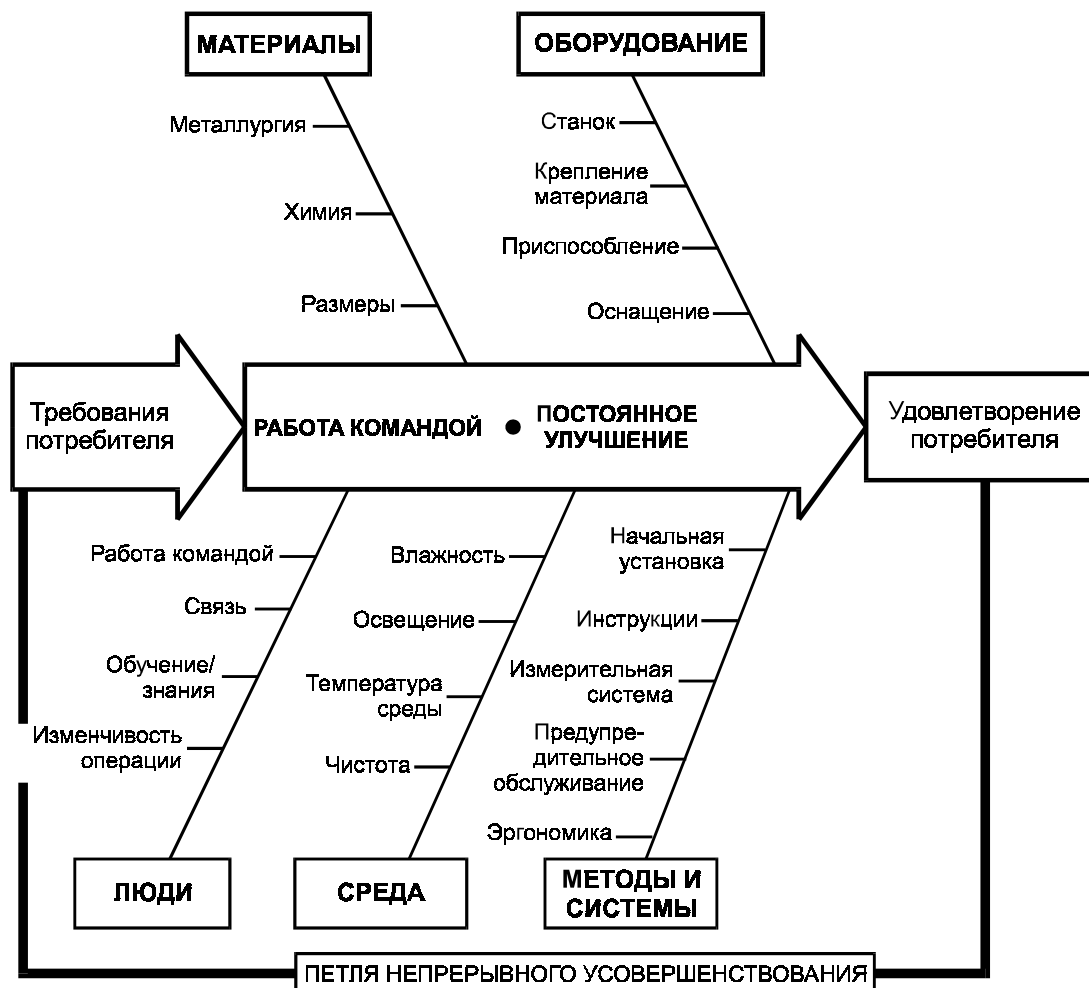 МАТЕРИАЛЫ
ОБОРУДОВАНИЕ
Металлургия
Химия
Размеры
Станок
Крепление
материала
Приспособление
Оснащение
Требования
потребителя
РАБОТА КОМАНДОЙ • ПОСТОЯННОЕ
УЛУЧШЕНИЕ
Удовлетворение
потребителя
Работа командой
Связь
Обучение/
знания
Изменчивость
операции
Влажность
Освещение
Температура
среды
Чистота
Начальная
установка
Инструкции
Измерительная
система
Предупре-
дительное
обслуживание
Эргономика
ЛЮДИ
СРЕДА
МЕТОДЫ И
СИСТЕМЫ
ПЕТЛЯ НЕПРЕРЫВНОГО УСОВЕРШЕНСТВОВАНИЯ